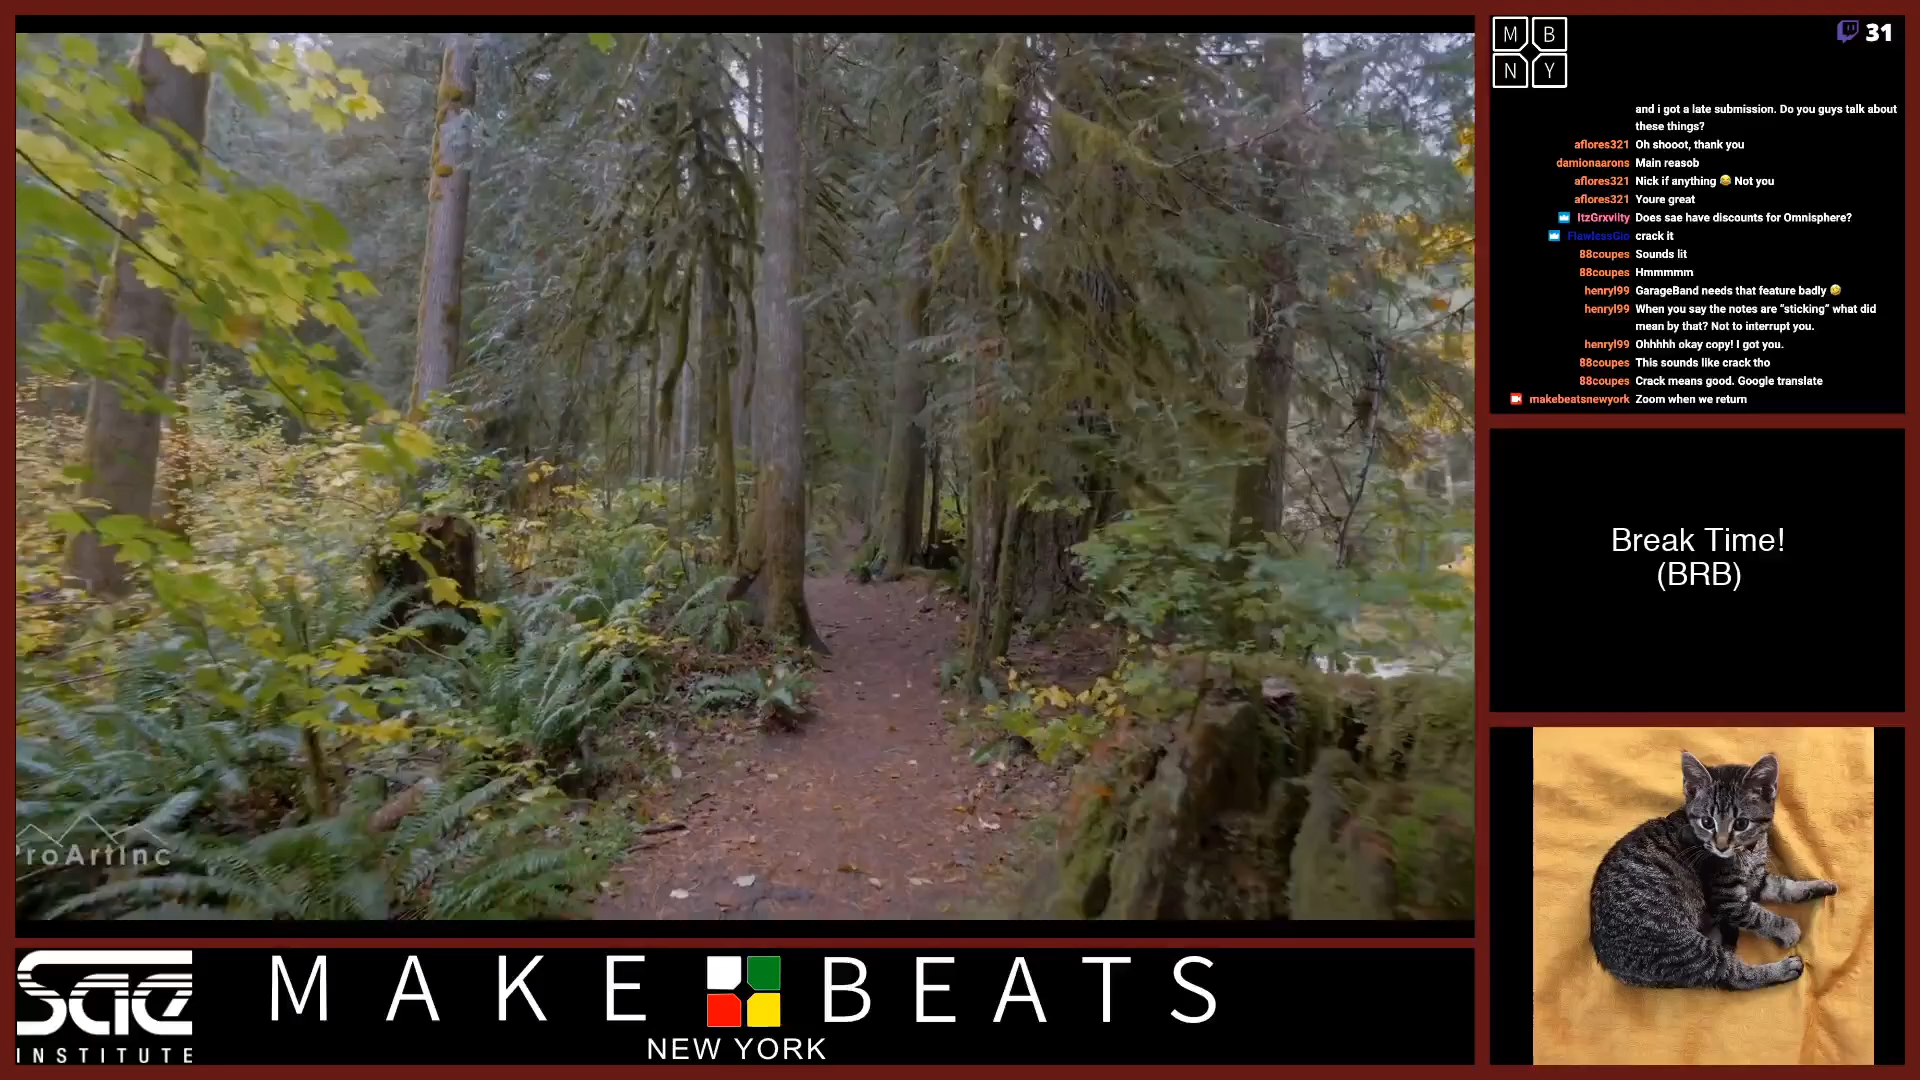 M B
N Y
31
and i got a late submission. Do you guys talk about
these things?
aflores321 Oh shooot, thank you
damionaarons Main reasob
aflores321 Nick if anything 😂 Not you
aflores321 Youre great
ItzGrxviity Does sae have discounts for Omnisphere?
FlawlessGio crack it
88coupes Sounds lit
88coupes Hmmmmm
henryl99 GarageBand needs that feature badly 🤣
henryl99 When you say the notes are “sticking” what did
mean by that? Not to interrupt you.
henryl99 Ohhhhh okay copy! I got you.
88coupes This sounds like crack tho
88coupes Crack means good. Google translate
makebeatsnewyork Zoom when we return
Break Time!
(BRB)
ProArtInc
sae
INSTITUTE
MAKE BEATS
NEW YORK